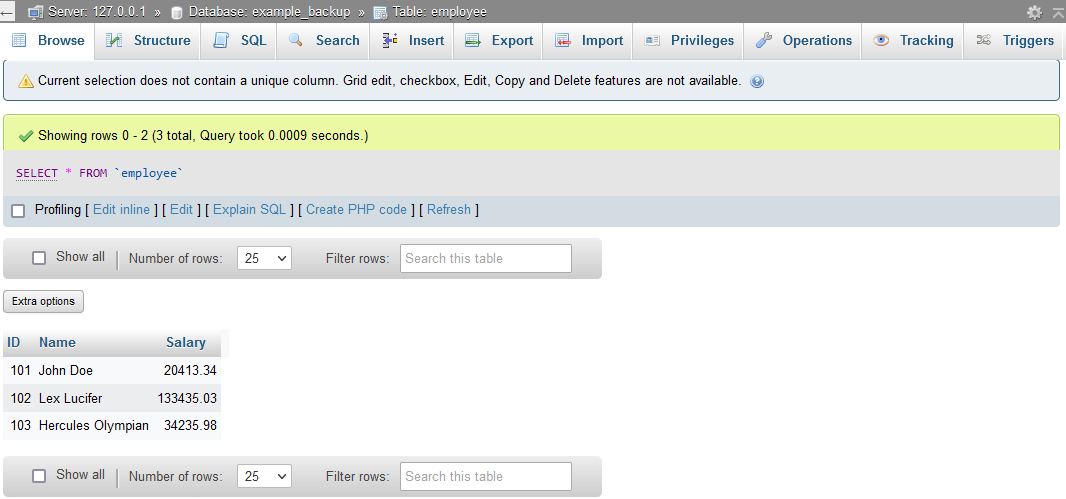 Server: 127.0.0.1 » Database: example_backup » Table: employee
Browse Structure SQL Search Insert Export Import Privileges Operations Tracking Triggers
Current selection does not contain a unique column. Grid edit, checkbox, Edit, Copy and Delete features are not available.
Showing rows 0 - 2 (3 total, Query took 0.0009 seconds.)
SELECT * FROM `employee`
Profiling [ Edit inline ] [ Edit ] [ Explain SQL ] [ Create PHP code ] [ Refresh ]
Show all Number of rows: 25 Filter rows: Search this table
Extra options
ID Name Salary
101 John Doe 20413.34
102 Lex Lucifer 133435.03
103 Hercules Olympian 34235.98
Show all Number of rows: 25 Filter rows: Search this table